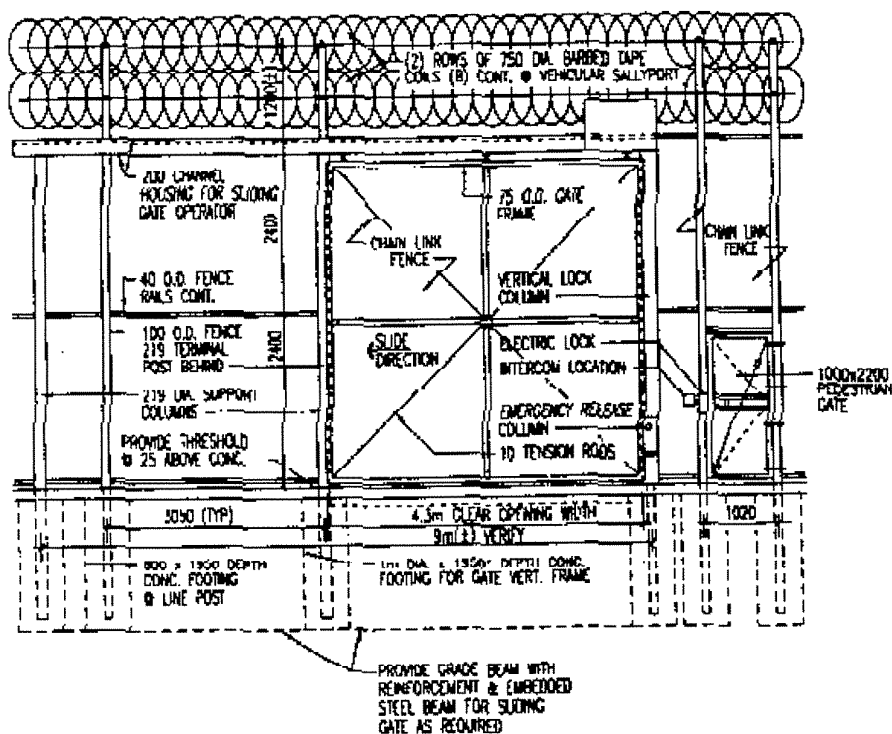 (2) ROWS OF 750 DIA. BARBED TAPE
COILS (B) CONT. @ VEHICULAR SALLYPORT
1200(±)
200 CHANNEL
HOUSING FOR SLIDING
GATE OPERATOR
2400
75 O.D. GATE
FRAME
CHAIN LINK
FENCE
CHAIN LINK
FENCE
40 O.D. FENCE
RAILS CONT.
VERTICAL LOCK
COLUMN
100 O.D. FENCE
219 TERMINAL
POST BEHIND
2400
SLIDE
DIRECTION
ELECTRIC LOCK
INTERCOM LOCATION
1000x2200
PEDESTRIAN
GATE
219 DIA. SUPPORT
COLUMNS
EMERGENCY RELEASE
COLUMN
PROVIDE THRESHOLD
@ 25 ABOVE CONC.
10 TENSION RODS
3050 (TYP)
4.5m CLEAR OPENING WIDTH
1020
9m(±) VERIFY
DEPTH
CONC. FOOTING
@ LINE POST
DIA. x DEPTH CONC.
FOOTING FOR GATE VERT. FRAME
PROVIDE GRADE BEAM WITH
REINFORCEMENT & EMBEDDED
STEEL BEAM FOR SLIDING
GATE AS REQUIRED